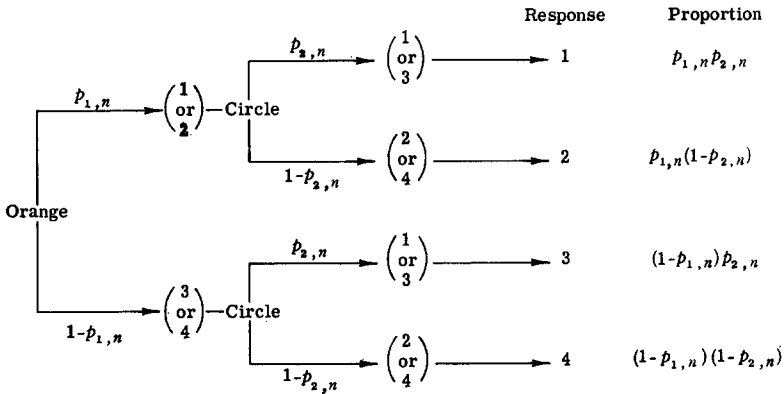 Response Proportion
p₂,ₙ (1 or 3) 1 p₁,ₙp₂,ₙ
p₁,ₙ (1 or 2) Circle
1-p₂,ₙ (2 or 4) 2 p₁,ₙ(1-p₂,ₙ)
Orange
p₂,ₙ (1 or 3) 3 (1-p₁,ₙ)p₂,ₙ
1-p₁,ₙ (3 or 4) Circle
1-p₂,ₙ (2 or 4) 4 (1-p₁,ₙ)(1-p₂,ₙ)